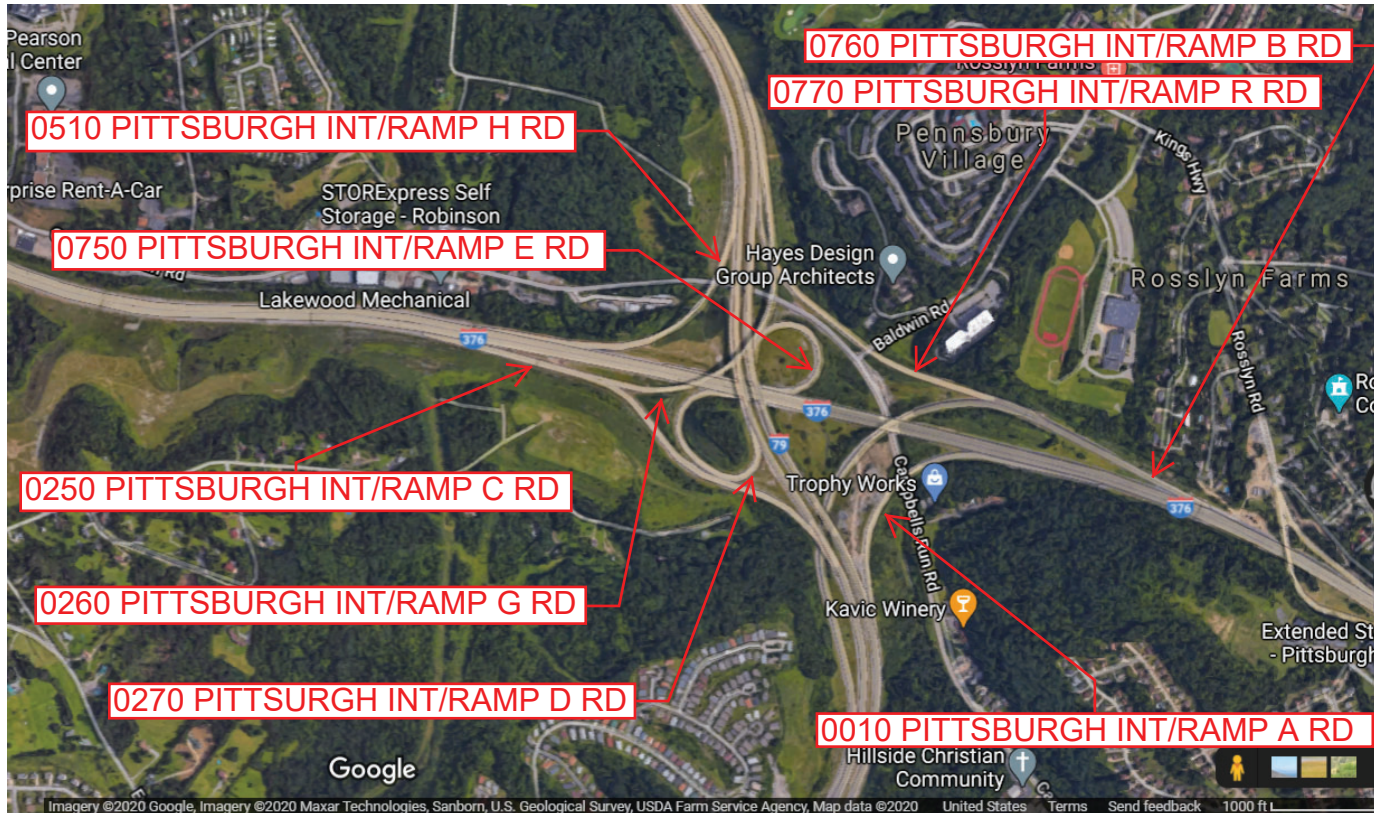 Pearson
l Center
0760 PITTSBURGH INT/RAMP B RD
Rosslyn Farms
0770 PITTSBURGH INT/RAMP R RD
0510 PITTSBURGH INT/RAMP H RD
Pennsbury
Village
Kings Hwy
rprise Rent-A-Car
STORExpress Self
Storage - Robinson
0750 PITTSBURGH INT/RAMP E RD
Rd
Hayes Design
Group Architects
Rosslyn Farms
Lakewood Mechanical
Baldwin Rd
376
Rosslyn Rd
Ro
Co
376
79
0250 PITTSBURGH INT/RAMP C RD
Trophy Works
Campbells Run Rd
376
0260 PITTSBURGH INT/RAMP G RD
Kavic Winery
Extended St
- Pittsburgh
0270 PITTSURGH INT/RAMP D RD
0010 PITTSBURGH INT/RAMP A RD
Hillside Christian
Community
Google
Imagery ©2020 Google, Imagery ©2020 Maxar Technologies, Sanborn, U.S. Geological Survey, USDA Farm Service Agency, Map data ©2020 United States Terms Send feedback 1000 ft